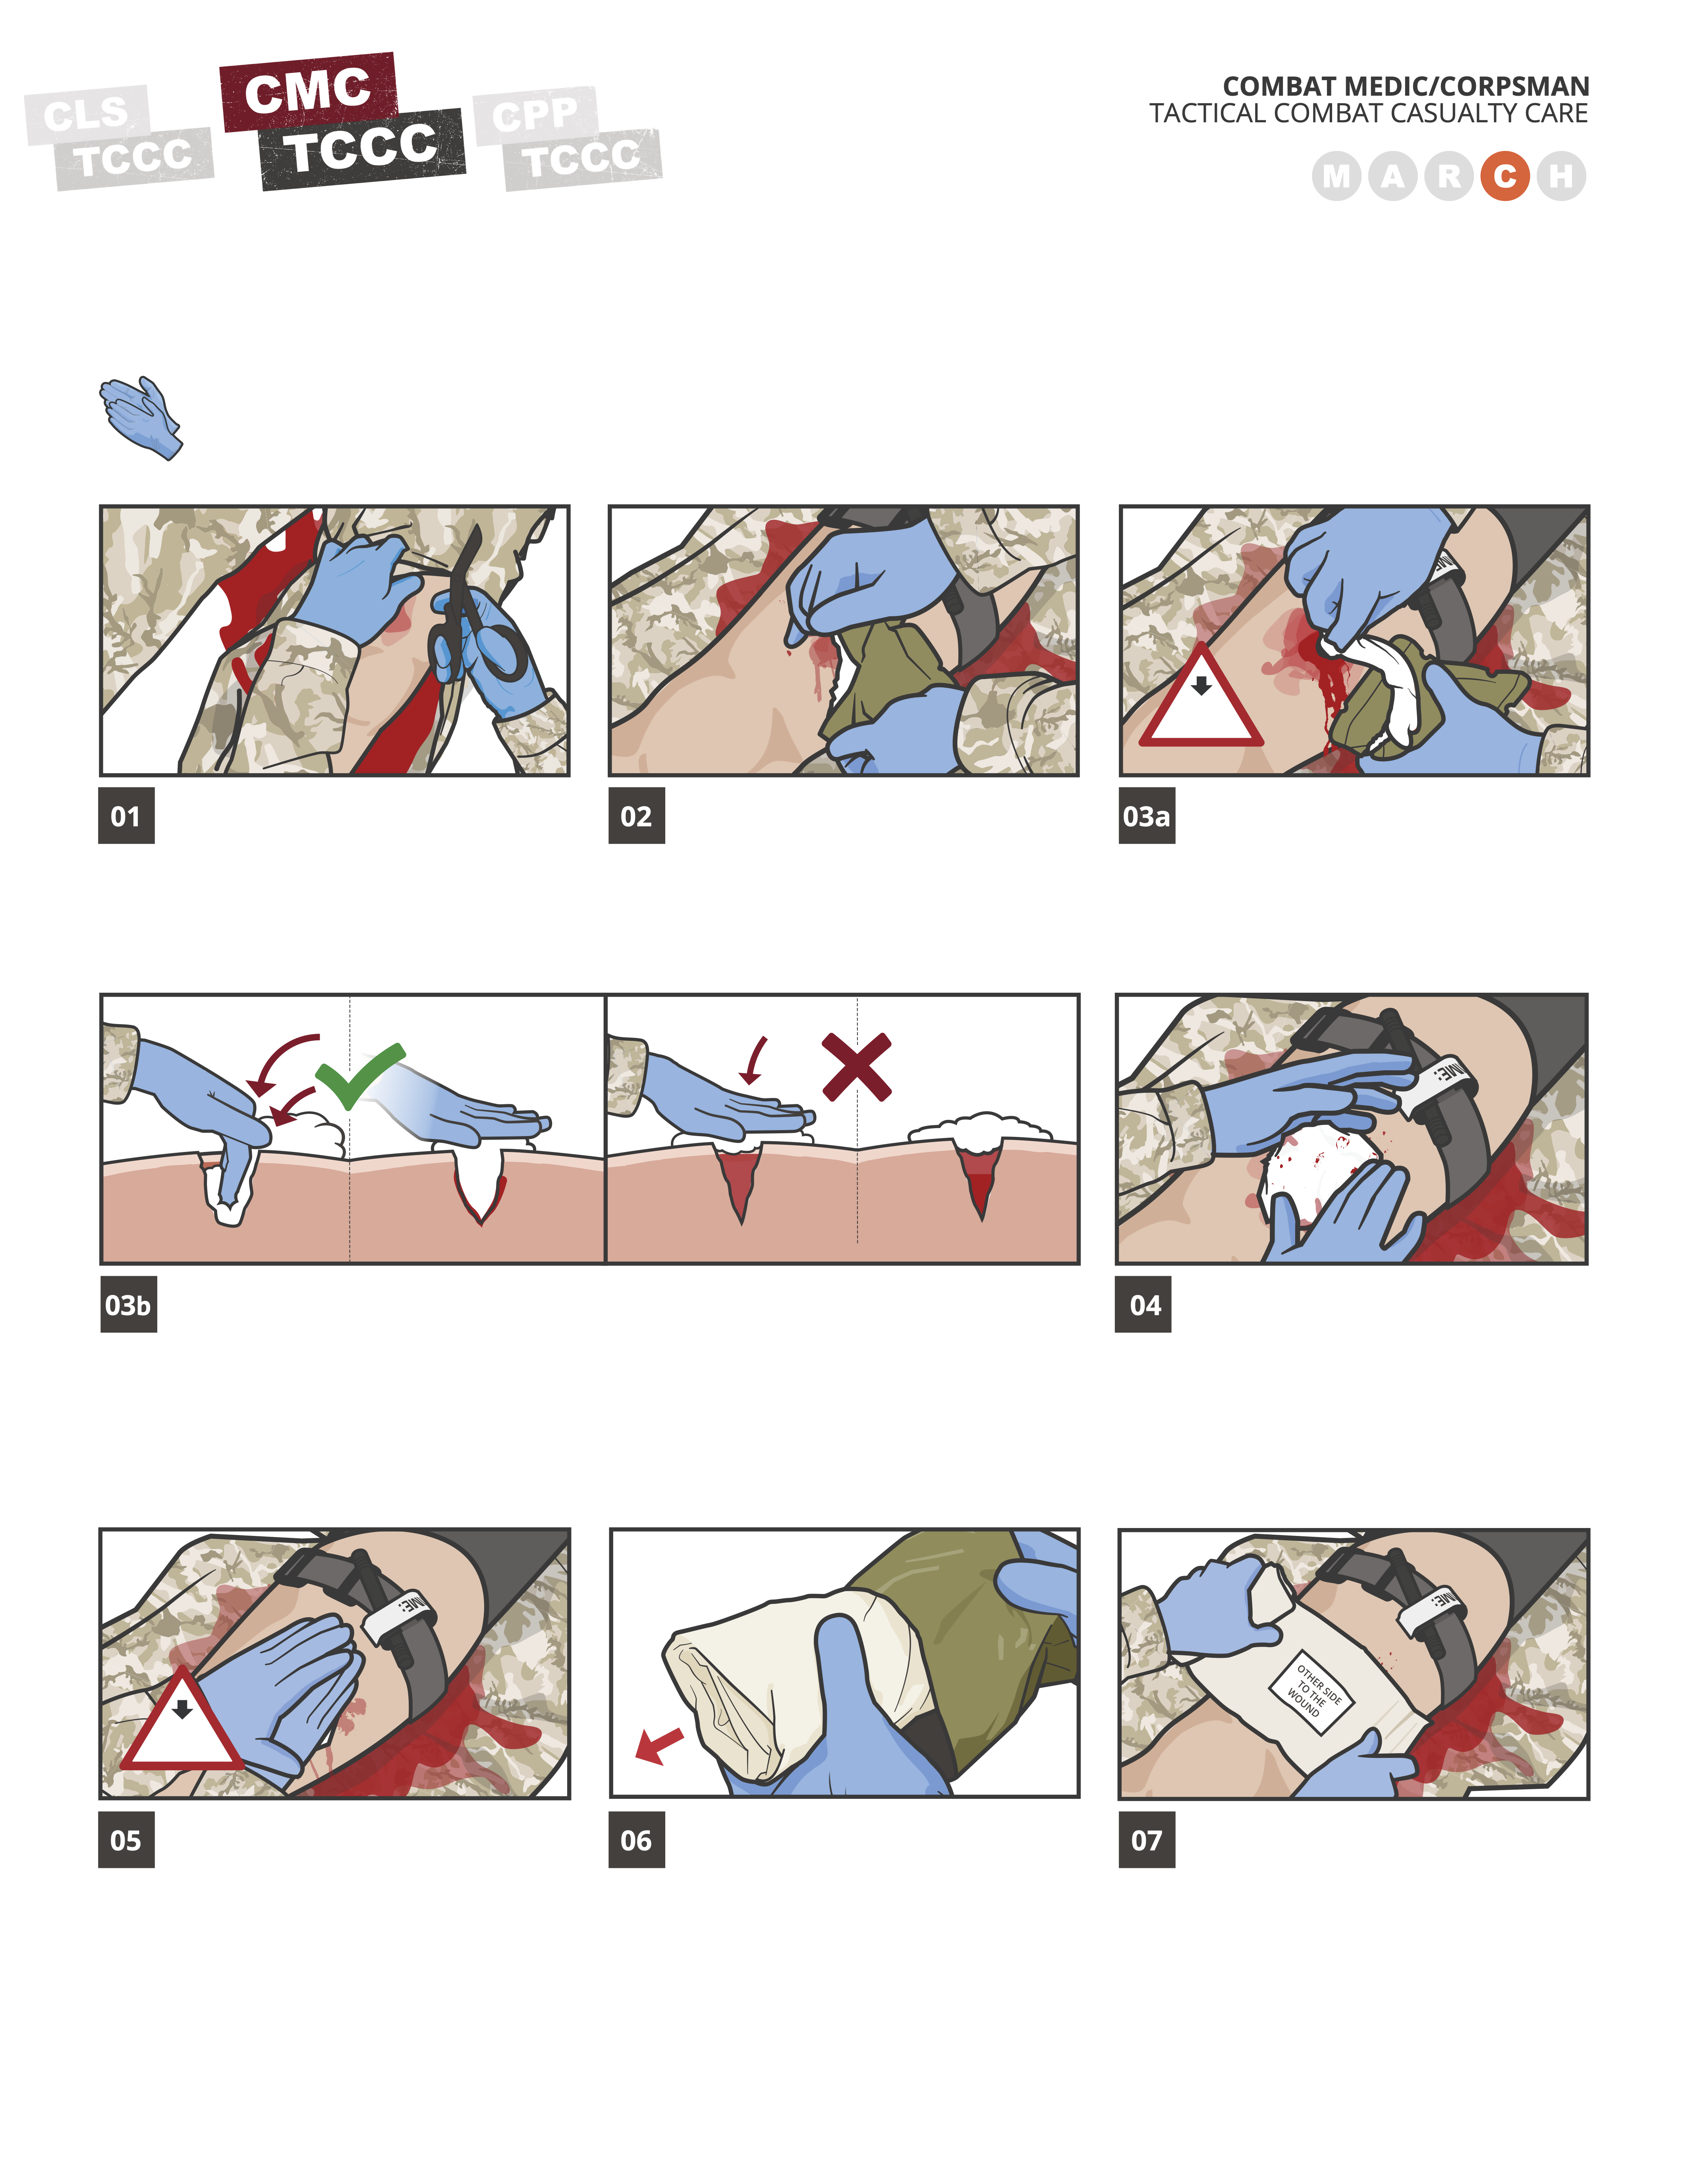 CLS
TCCC
CMC
TCCC
CPP
TCCC
COMBAT MEDIC/CORPSMAN
TACTICAL COMBAT CASUALTY CARE
M A R C H
01
02
03a
03b
TIME:
04
05
06
OTHER SIDE
TO THE
WOUND
07